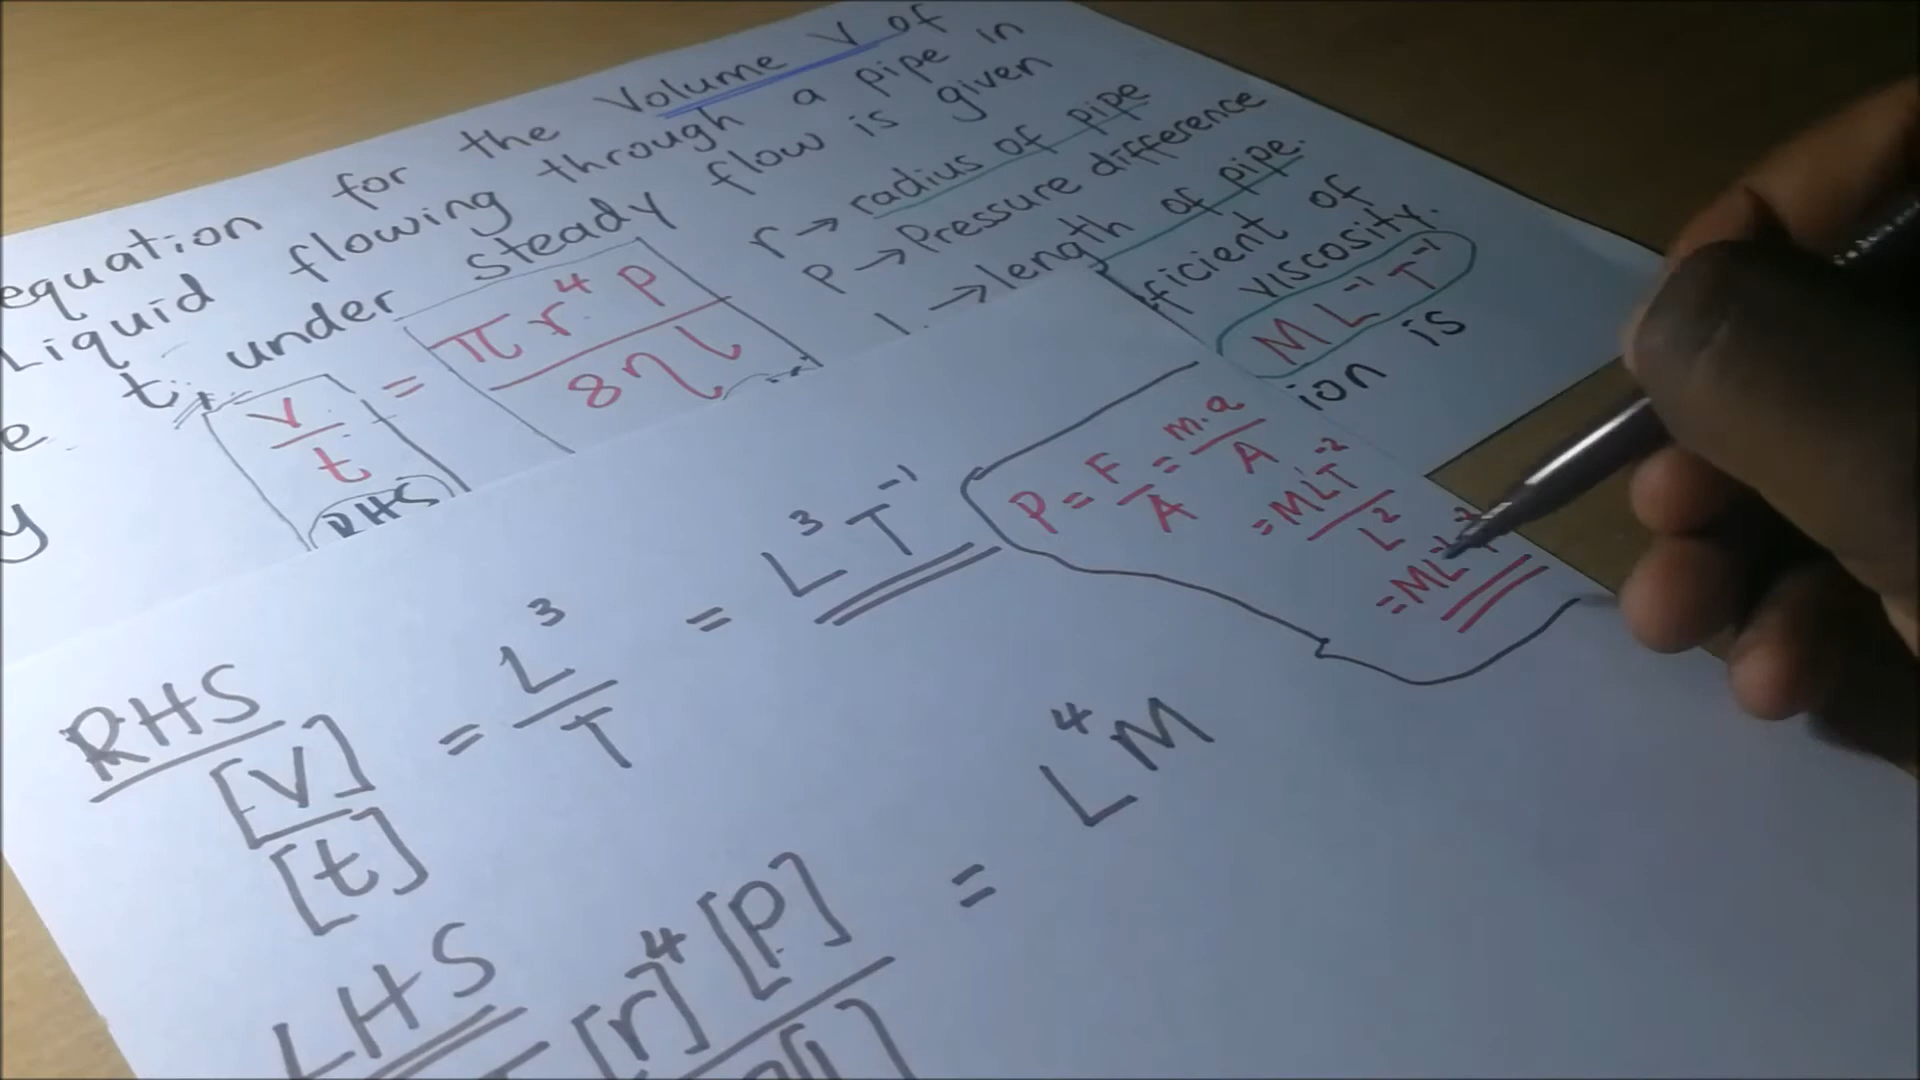 equation for the Volume V of
Liquid flowing through a pipe in
e t, under steady flow is given
y
V/t = πr⁴p/8ηl
RHS
r → radius of pipe
p → Pressure difference
l. → length of pipe.
ficient of
viscosity.
ML⁻¹T⁻¹
ion is
P = F/A = m.a/A
= MLT⁻²/L²
= ML⁻¹T⁻²
RHS
[V]/[t] = L³/T = L³T⁻¹
LHS
[r]⁴[P]/[l] = L⁴M